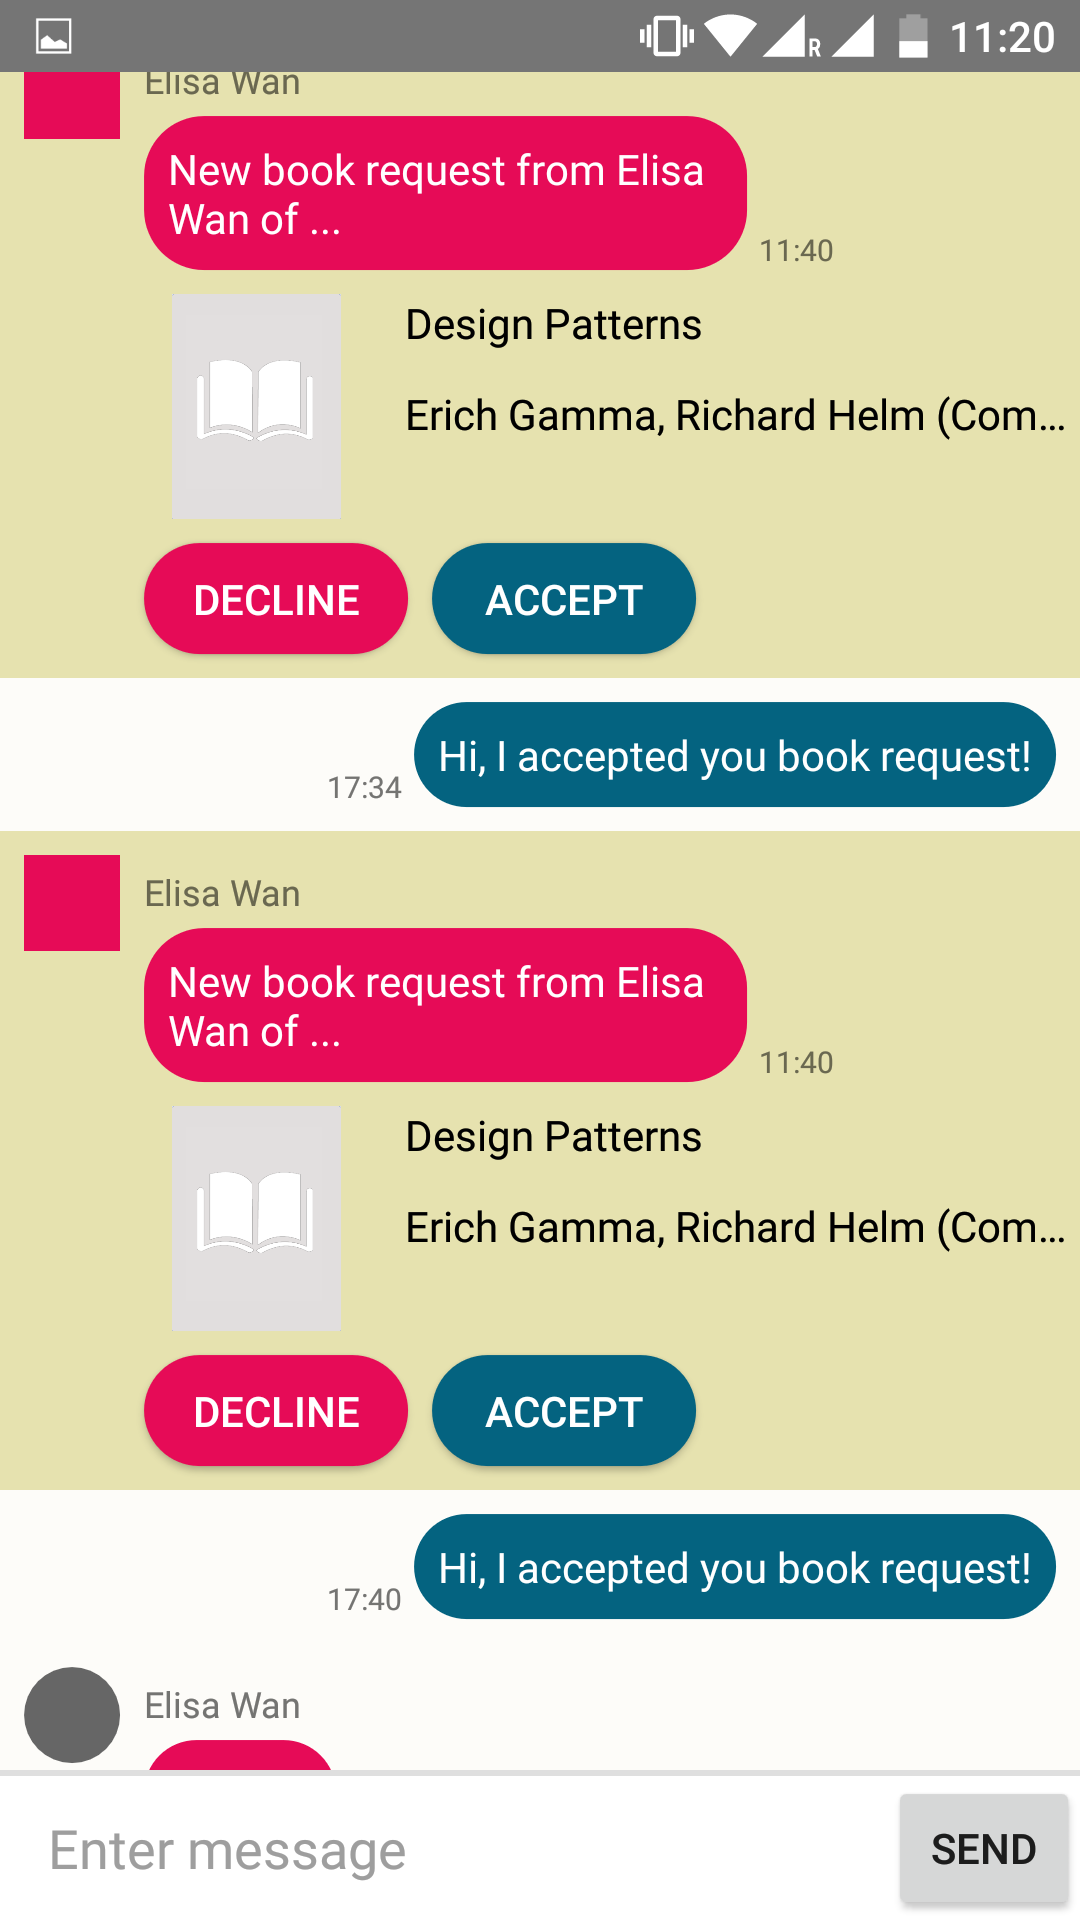 R 11:20
Elisa Wan
New book request from Elisa
Wan of ...
11:40
Design Patterns
Erich Gamma, Richard Helm (Com...
DECLINE ACCEPT
Hi, I accepted you book request!
17:34
Elisa Wan
New book request from Elisa
Wan of ...
11:40
Design Patterns
Erich Gamma, Richard Helm (Com...
DECLINE ACCEPT
Hi, I accepted you book request!
17:40
Elisa Wan
Enter message SEND